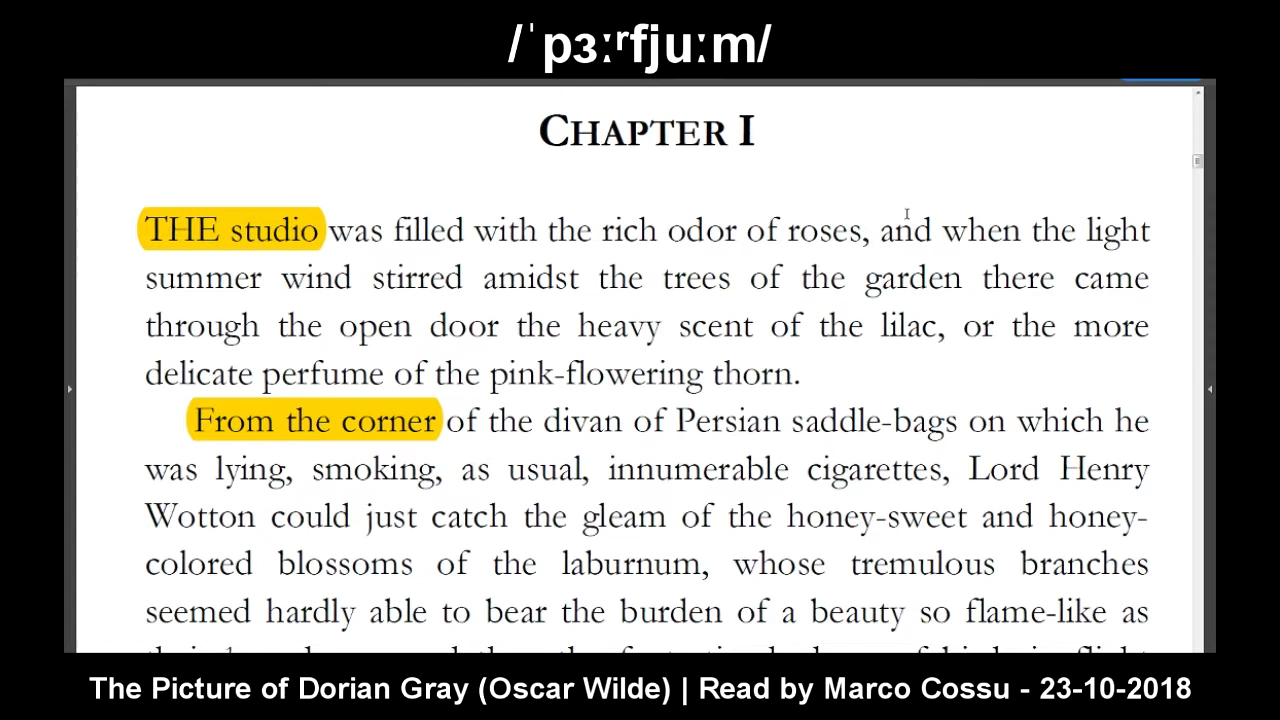 /ˈpɜːʳfjuːm/
CHAPTER I
THE studio was filled with the rich odor of roses, and when the light
summer wind stirred amidst the trees of the garden there came
through the open door the heavy scent of the lilac, or the more
delicate perfume of the pink-flowering thorn.
From the corner of the divan of Persian saddle-bags on which he
was lying, smoking, as usual, innumerable cigarettes, Lord Henry
Wotton could just catch the gleam of the honey-sweet and honey-
colored blossoms of the laburnum, whose tremulous branches
seemed hardly able to bear the burden of a beauty so flame-like as
The Picture of Dorian Gray (Oscar Wilde) | Read by Marco Cossu - 23-10-2018